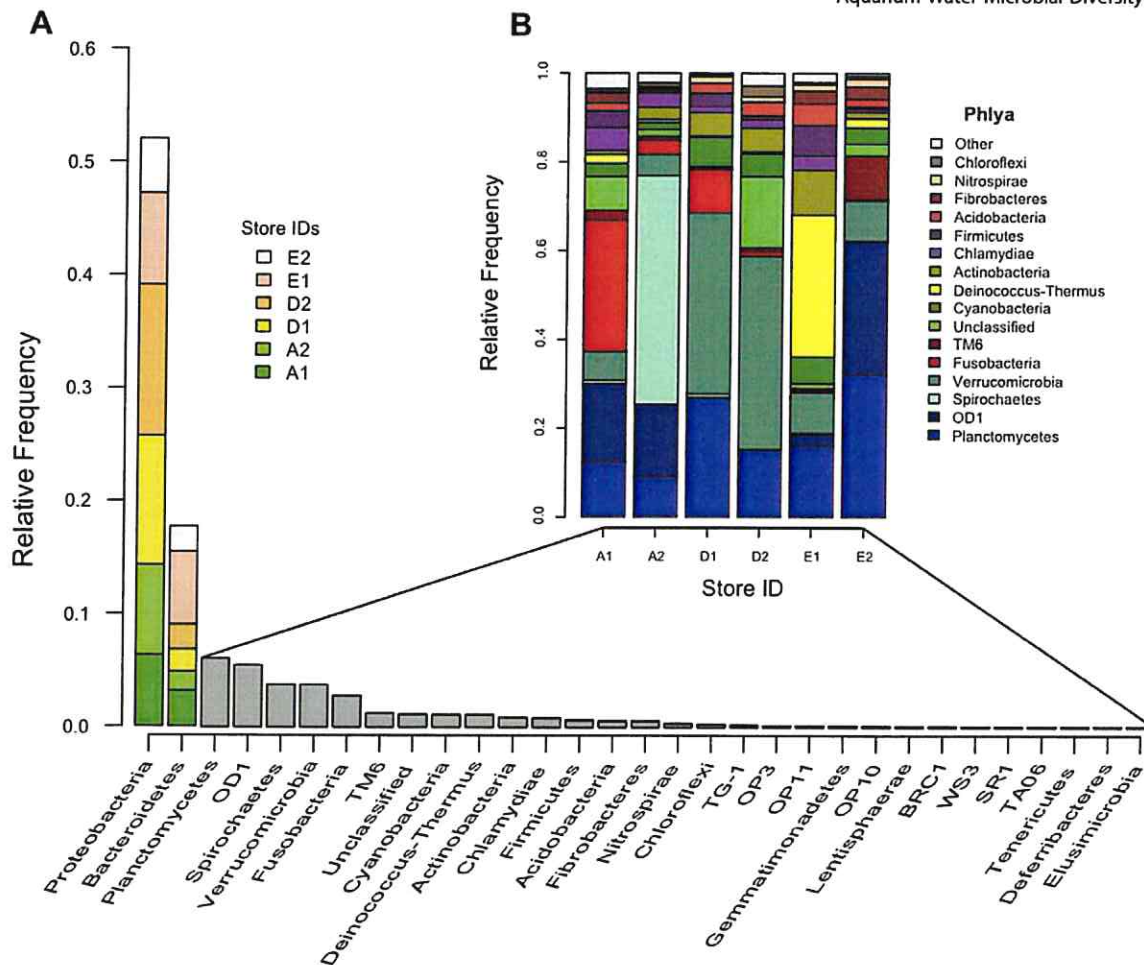 Aquarium Water Microbial Diversity
A
B
0.6
0.5
0.4
0.3
0.2
0.1
0.0
Relative Frequency
Store IDs
E2
E1
D2
D1
A2
A1
1.0
0.8
0.6
0.4
0.2
0.0
Relative Frequency
A1
A2
D1
D2
E1
E2
Store ID
Phlya
Other
Chloroflexi
Nitrospirae
Fibrobacteres
Acidobacteria
Firmicutes
Chlamydiae
Actinobacteria
Deinococcus-Thermus
Cyanobacteria
Unclassified
TM6
Fusobacteria
Verrucomicrobia
Spirochaetes
OD1
Planctomycetes
Proteobacteria
Bacteroidetes
Planctomycetes
OD1
Spirochaetes
Verrucomicrobia
Fusobacteria
TM6
Unclassified
Cyanobacteria
Deinococcus-Thermus
Actinobacteria
Chlamydiae
Firmicutes
Acidobacteria
Fibrobacteres
Nitrospirae
Chloroflexi
TG-1
OP3
OP11
Gemmatimonadetes
OP10
Lentisphaerae
BRC1
WS3
SR1
TA06
Tenericutes
Deferribacteres
Elusimicrobia